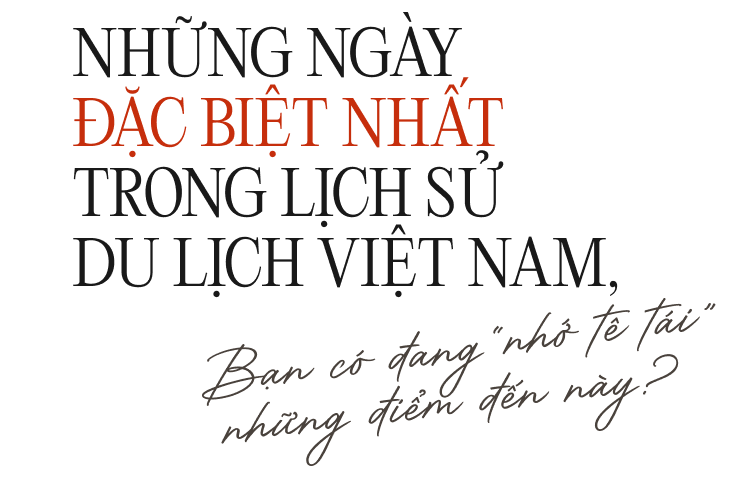 NHỮNG NGÀY
ĐẶC BIỆT NHẤT
TRONG LỊCH SỬ
DU LỊCH VIỆT NAM,
Bạn có đang "nhớ tê tái"
những điểm đến này?